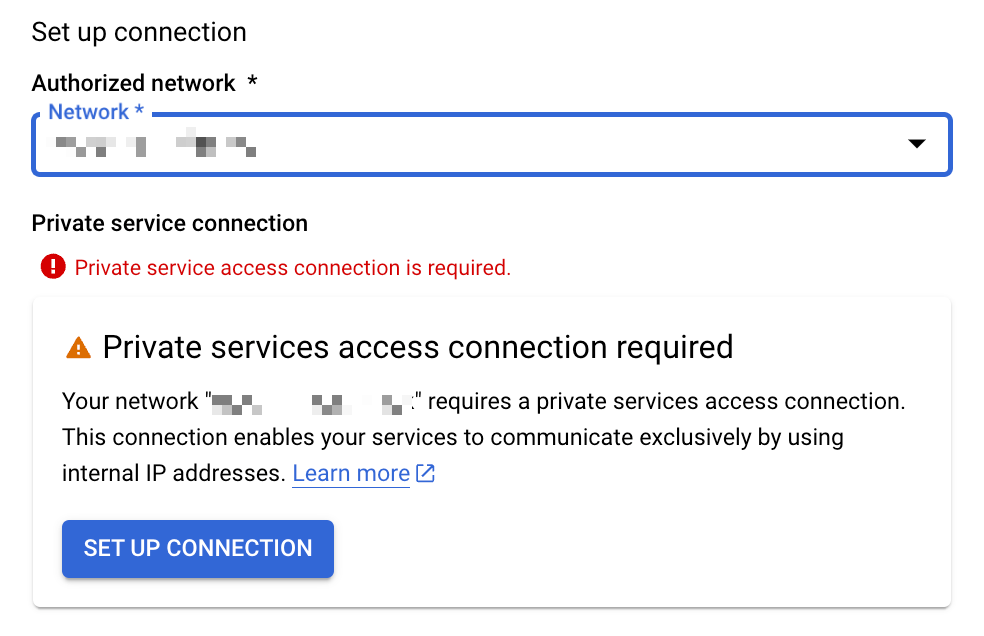 Set up connection
Authorized network *
Network *
Private service connection
Private service access connection is required.
Private services access connection required
Your network "" requires a private services access connection.
This connection enables your services to communicate exclusively by using
internal IP addresses. Learn more
SET UP CONNECTION